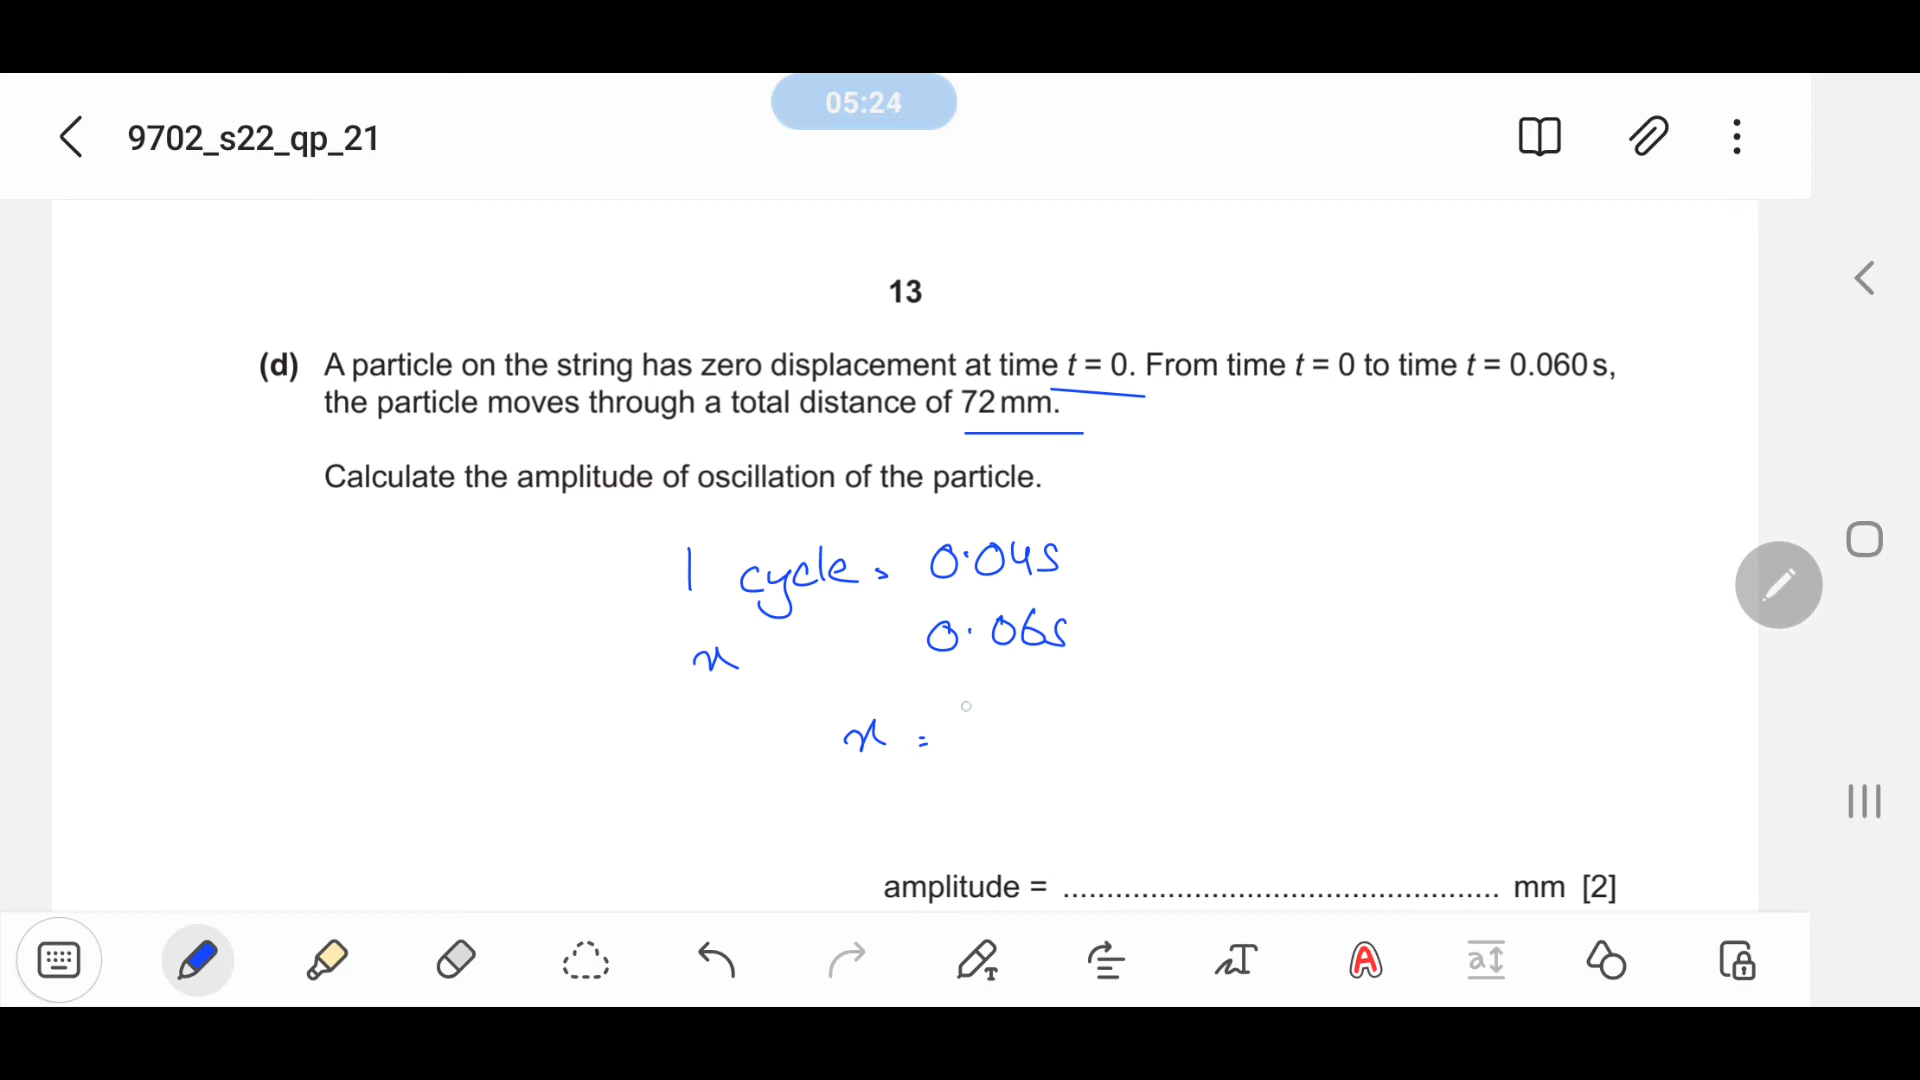 05:24
9702_s22_qp_21
13
(d) A particle on the string has zero displacement at time t = 0. From time t = 0 to time t = 0.060 s,
the particle moves through a total distance of 72 mm.
Calculate the amplitude of oscillation of the particle.
1 cycle = 0.04s
x 0.06s
x =
amplitude = ............................................... mm [2]